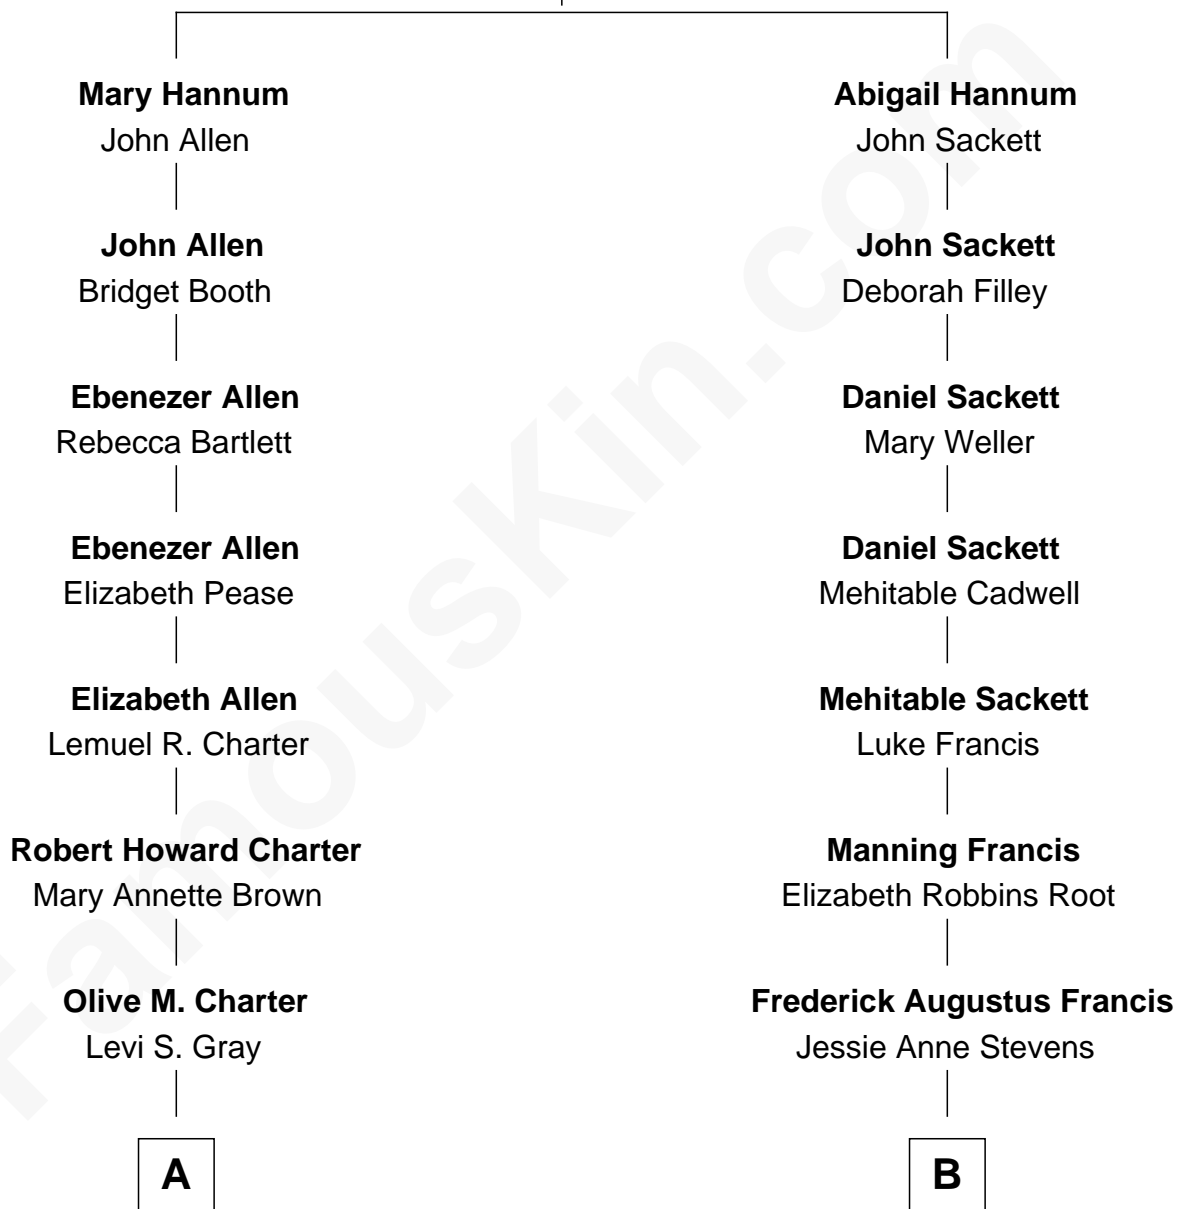 Mary Hannum
John Allen
John Allen
Bridget Booth
Ebenezer Allen
Rebecca Bartlett
Ebenezer Allen
Elizabeth Pease
Elizabeth Allen
Lemuel R. Charter
Robert Howard Charter
Mary Annette Brown
Olive M. Charter
Levi S. Gray
A
Abigail Hannum
John Sackett
John Sackett
Deborah Filley
Daniel Sackett
Mary Weller
Daniel Sackett
Mehitable Cadwell
Mehitable Sackett
Luke Francis
Manning Francis
Elizabeth Robbins Root
Frederick Augustus Francis
Jessie Anne Stevens
B
FamousKin.com